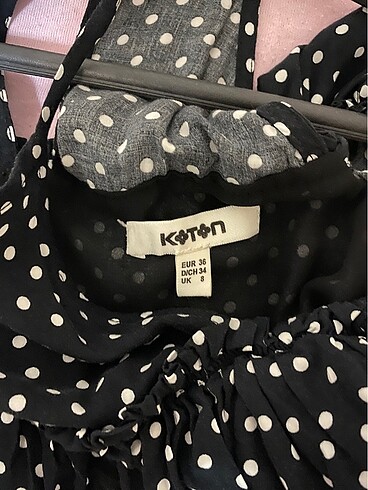 KOTON
EUR 36
D/CH 34
UK 8